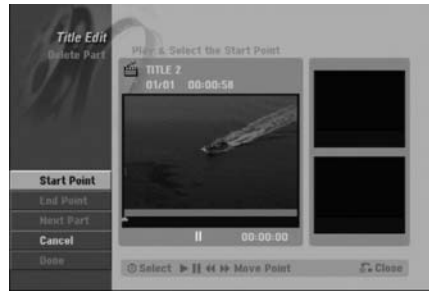 Title Edit
Delete Part
Play & Select the Start Point
TITLE 2
01/01 00:00:58
Start Point
End Point
Next Part
Cancel
Done
00:00:00
Select Move Point Close